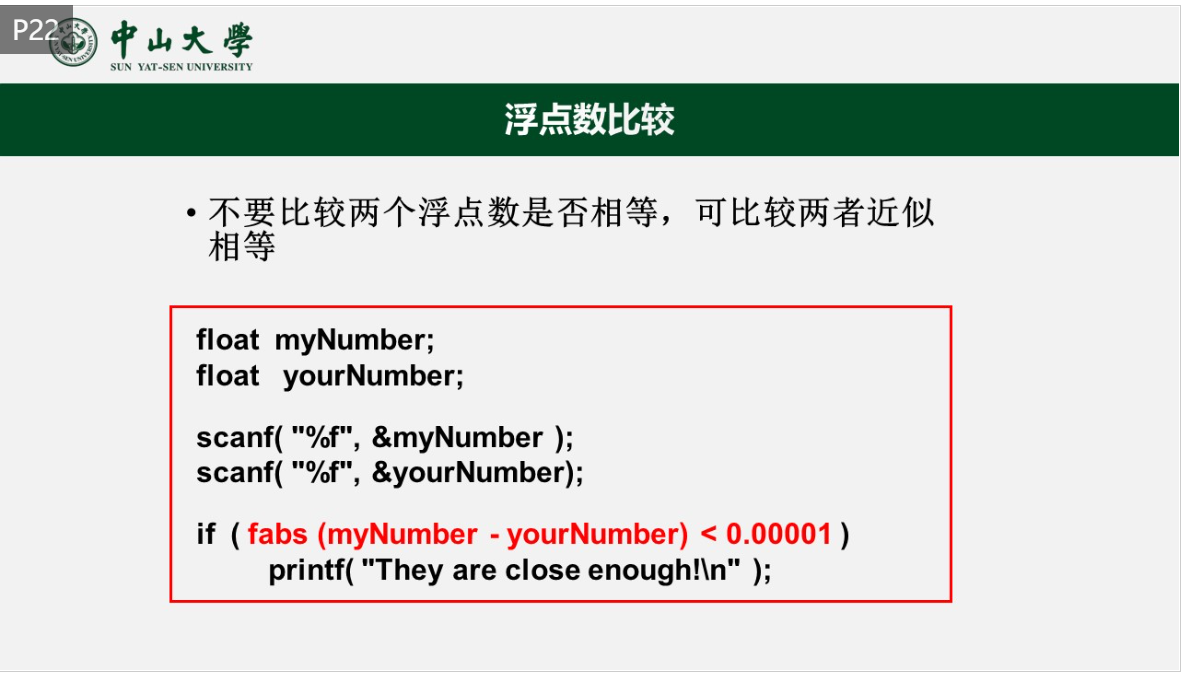 P22
中山大學
SUN YAT-SEN UNIVERSITY
浮点数比较
• 不要比较两个浮点数是否相等，可比较两者近似
相等
float myNumber;
float yourNumber;
scanf( "%f", &myNumber );
scanf( "%f", &yourNumber);
if ( fabs (myNumber - yourNumber) < 0.00001 )
printf( "They are close enough!\n" );